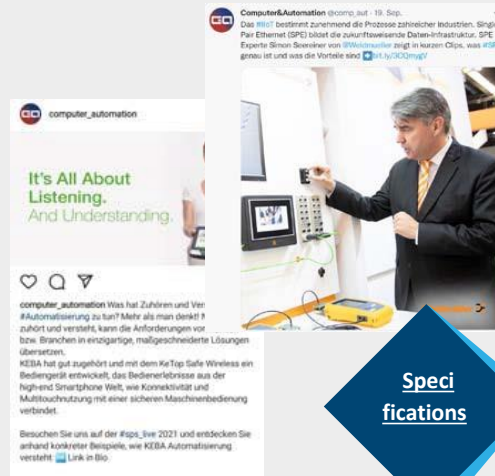 Computer&Automation @comp_aut · 19. Sep.
Das #IIoT bestimmt zunehmend die Prozesse zahlreicher Industrien. Singl
Pair Ethernet (SPE) bildet die zukunftsweisende Daten-Infrastruktur. SPE
Experte Simon Seereiner von @Weidmueller zeigt in kurzen Clips, was #S
genau ist und was die Vorteile sind bit.ly/3OQmygV
computer_automation
It's All About
Listening.
And Understanding.
computer_automation Was hat Zuhören und Ver
#Automatisierung zu tun? Mehr als man denkt!
zuhört und versteht, kann die Anforderungen von
bzw. Branchen in einzigartige, maßgeschneiderte Lösungen
übersetzen.
KEBA hat gut zugehört und mit dem KeTop Safe Wireless ein
Bediengerät entwickelt, das Bedienerlebnisse aus der
high-end Smartphone Welt, wie Konnektivität und
Multitouchnutzung mit einer sicheren Maschinenbedienung
verbindet.
Besuchen Sie uns auf der #sps_live 2021 und entdecken Sie
anhand konkreter Beispiele, wie KEBA Automatisierung
versteht: Link in Bio
Speci
fications